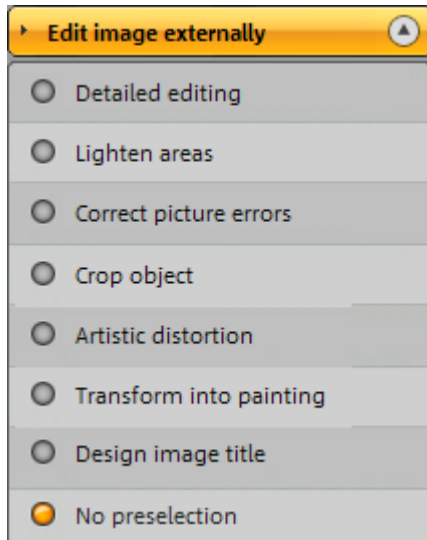 Edit image externally
Detailed editing
Lighten areas
Correct picture errors
Crop object
Artistic distortion
Transform into painting
Design image title
No preselection